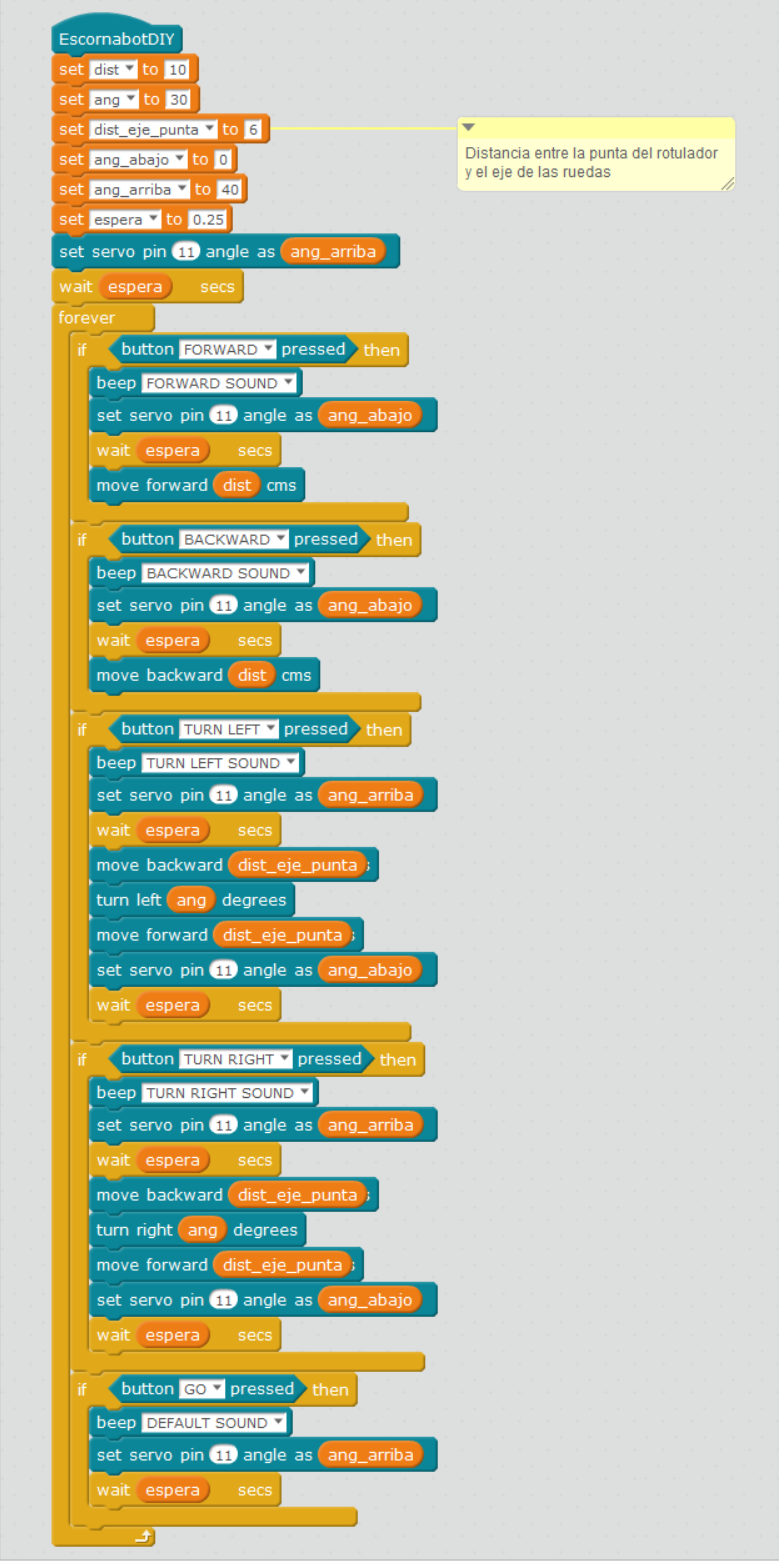 EscornabotDIY
set dist to 10
set ang to 30
set dist_eje_punta to 6
Distancia entre la punta del rotulador
y el eje de las ruedas
set ang_abajo to 0
set ang_arriba to 40
set espera to 0.25
set servo pin 11 angle as ang_arriba
wait espera secs
forever
if button FORWARD pressed then
beep FORWARD SOUND
set servo pin 11 angle as ang_abajo
wait espera secs
move forward dist cms
if button BACKWARD pressed then
beep BACKWARD SOUND
set servo pin 11 angle as ang_abajo
wait espera secs
move backward dist cms
if button TURN LEFT pressed then
beep TURN LEFT SOUND
set servo pin 11 angle as ang_arriba
wait espera secs
move backward dist_eje_punta
turn left ang degrees
move forward dist_eje_punta
set servo pin 11 angle as ang_abajo
wait espera secs
if button TURN RIGHT pressed then
beep TURN RIGHT SOUND
set servo pin 11 angle as ang_arriba
wait espera secs
move backward dist_eje_punta
turn right ang degrees
move forward dist_eje_punta
set servo pin 11 angle as ang_abajo
wait espera secs
if button GO pressed then
beep DEFAULT SOUND
set servo pin 11 angle as ang_arriba
wait espera secs